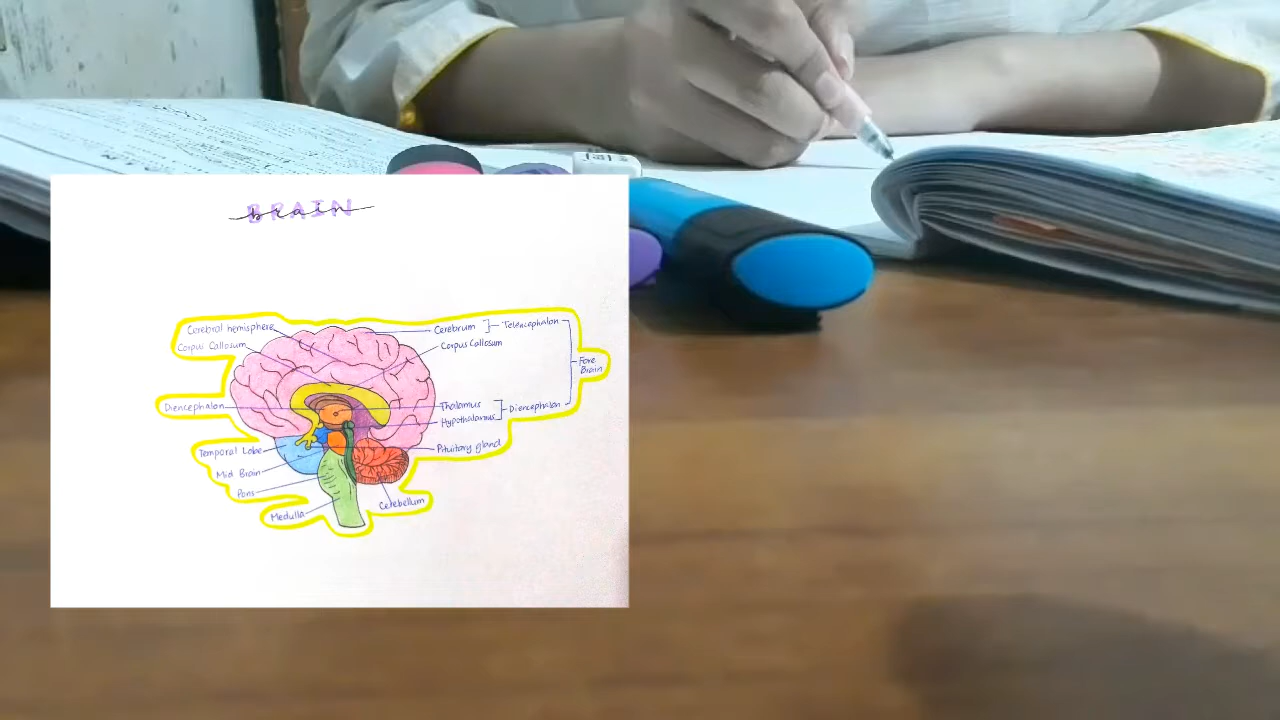 BRAIN
brain
Cerebral hemisphere
Corpus Callosum
Diencephalon
Temporal Lobe
Mid Brain
Pons
Medulla
Cerebrum
Telencephalon
Corpus Callosum
Fore
Brain
Thalamus
Hypothalamus
Diencephalon
Pituitary gland
Cerebellum